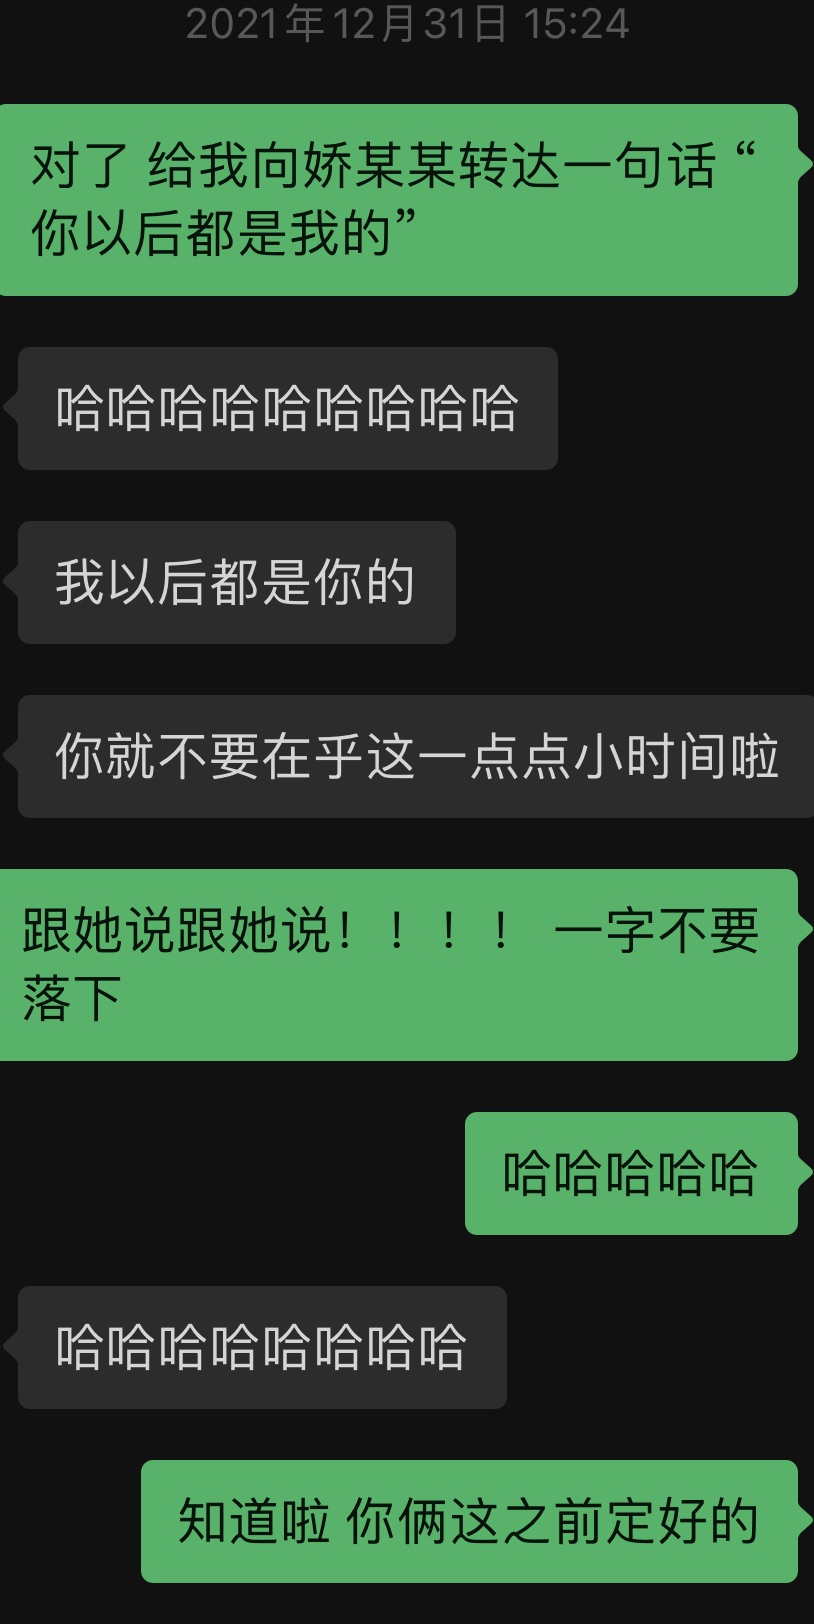 2021年12月31日 15:24
对了 给我向娇某某转达一句话 “
你以后都是我的”
哈哈哈哈哈哈哈哈哈
我以后都是你的
你就不要在乎这一点点小时间啦
跟她说跟她说！！！！ 一字不要
落下
哈哈哈哈哈
哈哈哈哈哈哈哈哈
知道啦 你俩这之前定好的